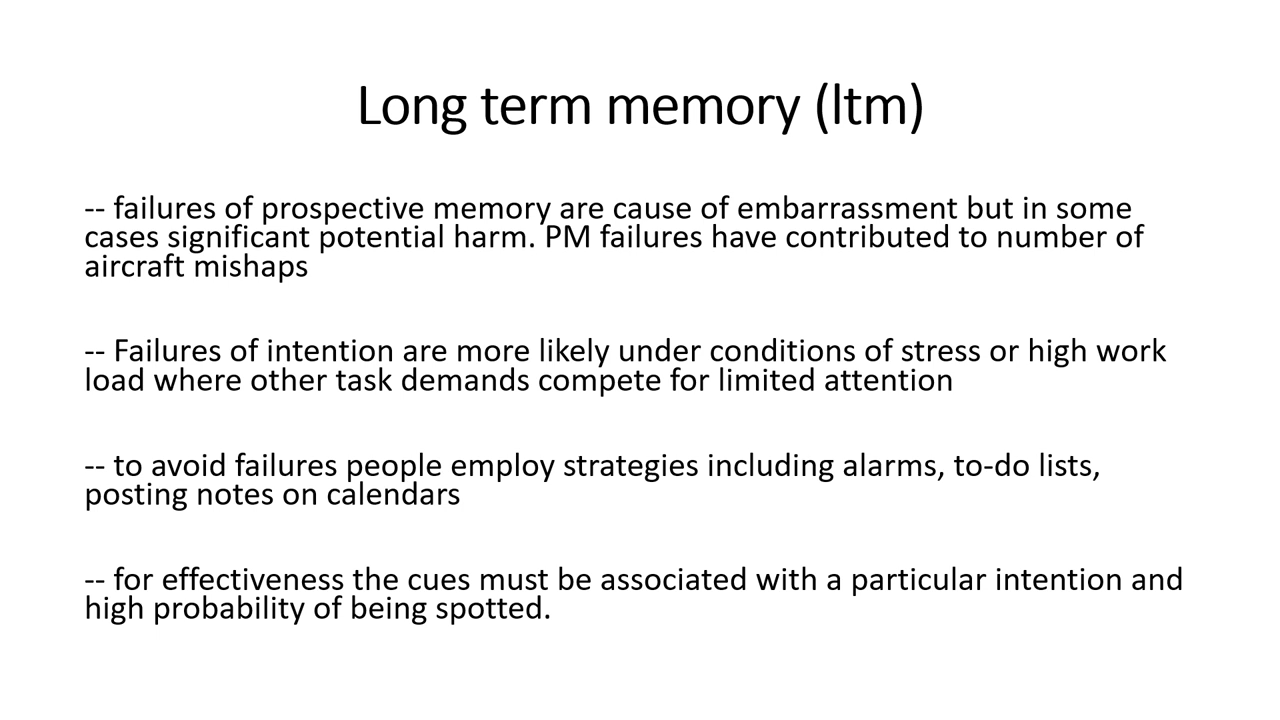 Long term memory (ltm)
-- failures of prospective memory are cause of embarrassment but in some
cases significant potential harm. PM failures have contributed to number of
aircraft mishaps
-- Failures of intention are more likely under conditions of stress or high work
load where other task demands compete for limited attention
-- to avoid failures people employ strategies including alarms, to-do lists,
posting notes on calendars
-- for effectiveness the cues must be associated with a particular intention and
high probability of being spotted.